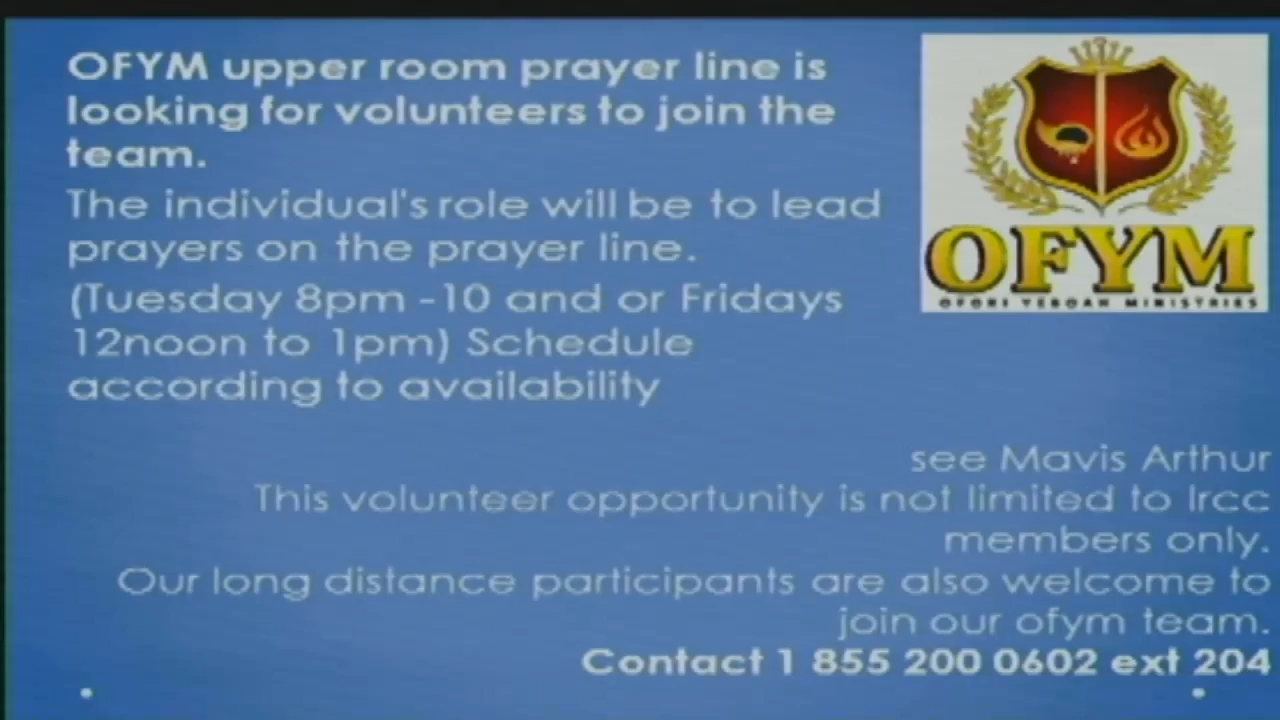 OFYM upper room prayer line is
looking for volunteers to join the
team.
The individual's role will be to lead
prayers on the prayer line.
(Tuesday 8pm -10 and or Fridays
12noon to 1pm) Schedule
according to availability
OFYM
OFORI YEBOAH MINISTRIES
see Mavis Arthur
This volunteer opportunity is not limited to lrcc
members only.
Our long distance participants are also welcome to
join our ofym team.
Contact 1 855 200 0602 ext 204